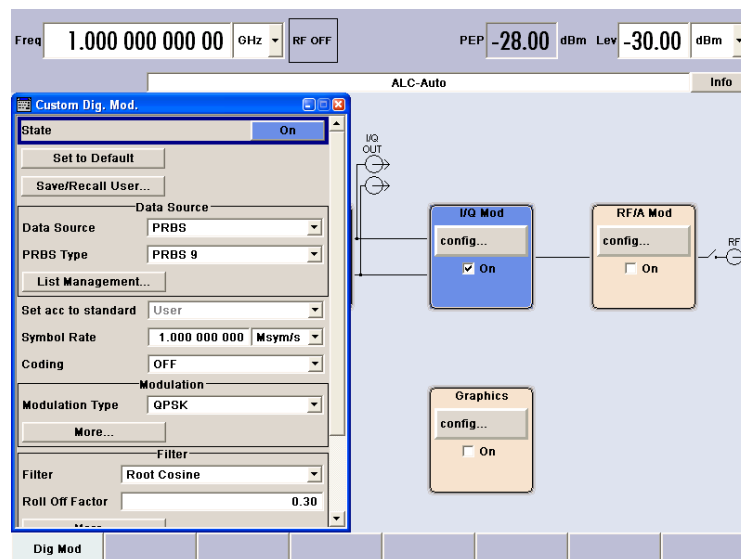 Freq 1.000 000 000 00 GHz RF OFF PEP -28.00 dBm Lev -30.00 dBm
ALC-Auto Info
Custom Dig. Mod.
State On
Set to Default
Save/Recall User...
Data Source
Data Source PRBS
PRBS Type PRBS 9
List Management...
Set acc to standard User
Symbol Rate 1.000 000 000 Msym/s
Coding OFF
Modulation
Modulation Type QPSK
More...
Filter
Filter Root Cosine
Roll Off Factor 0.30
More
I/Q
OUT
I/Q Mod
config...
On
RF/A Mod
config...
On
RF
Graphics
config...
On
Dig Mod